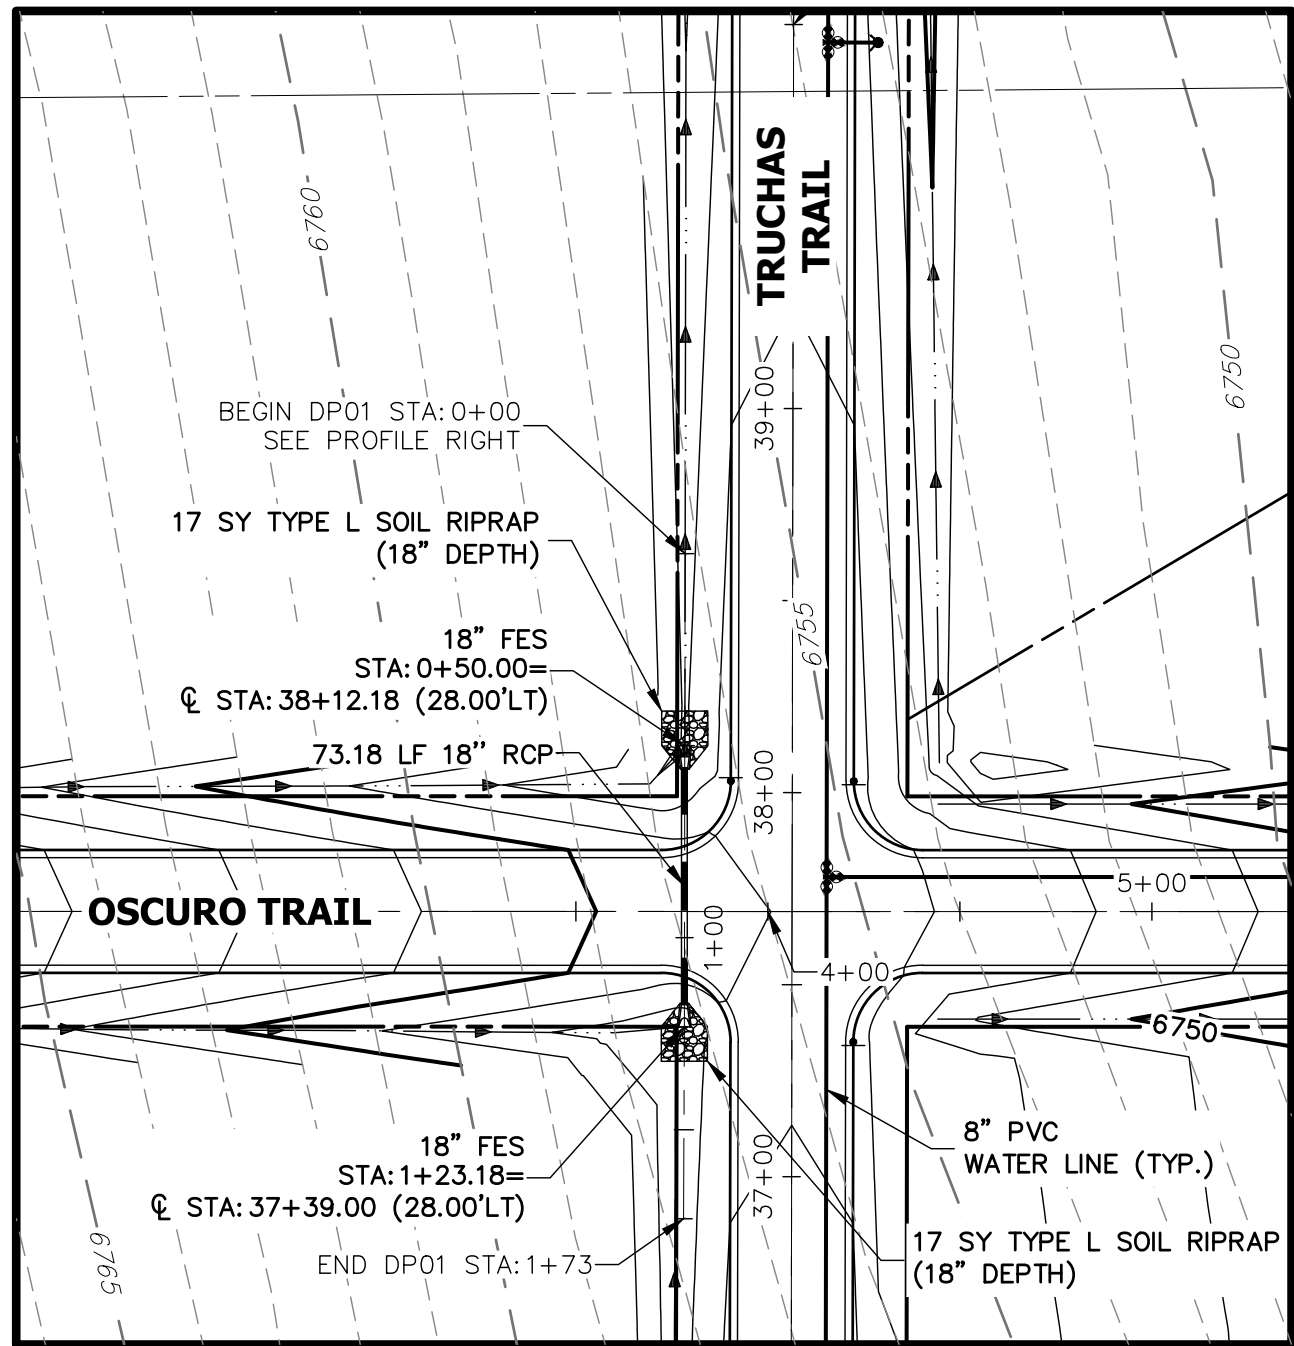 TRUCHAS
TRAIL
6760
6750
39+00
BEGIN DP01 STA:0+00
SEE PROFILE RIGHT
17 SY TYPE L SOIL RIPRAP
(18" DEPTH)
6755
18" FES
STA:0+50.00=
℄ STA:38+12.18 (28.00'LT)
73.18 LF 18" RCP
38+00
OSCURO TRAIL
5+00
1+00
4+00
6750
18" FES
STA:1+23.18=
℄ STA:37+39.00 (28.00'LT)
37+00
8" PVC
WATER LINE (TYP.)
END DP01 STA:1+73
17 SY TYPE L SOIL RIPRAP
(18" DEPTH)
6765